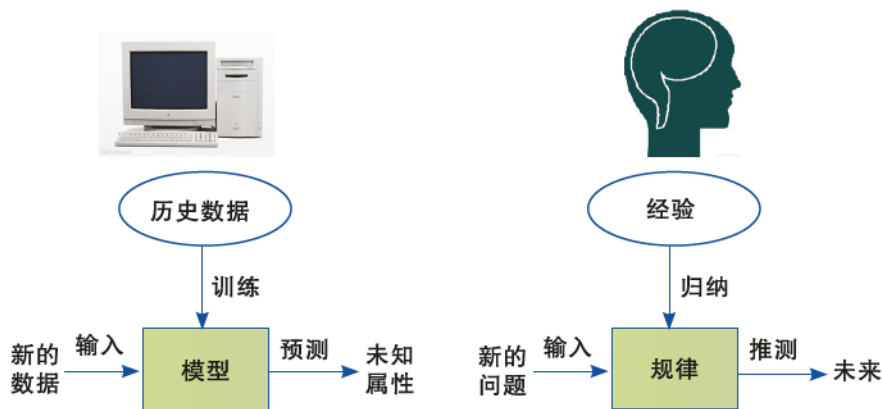 历史数据
经验
训练
归纳
新的
数据
输入
模型
预测
未知
属性
新的
问题
输入
规律
推测
未来